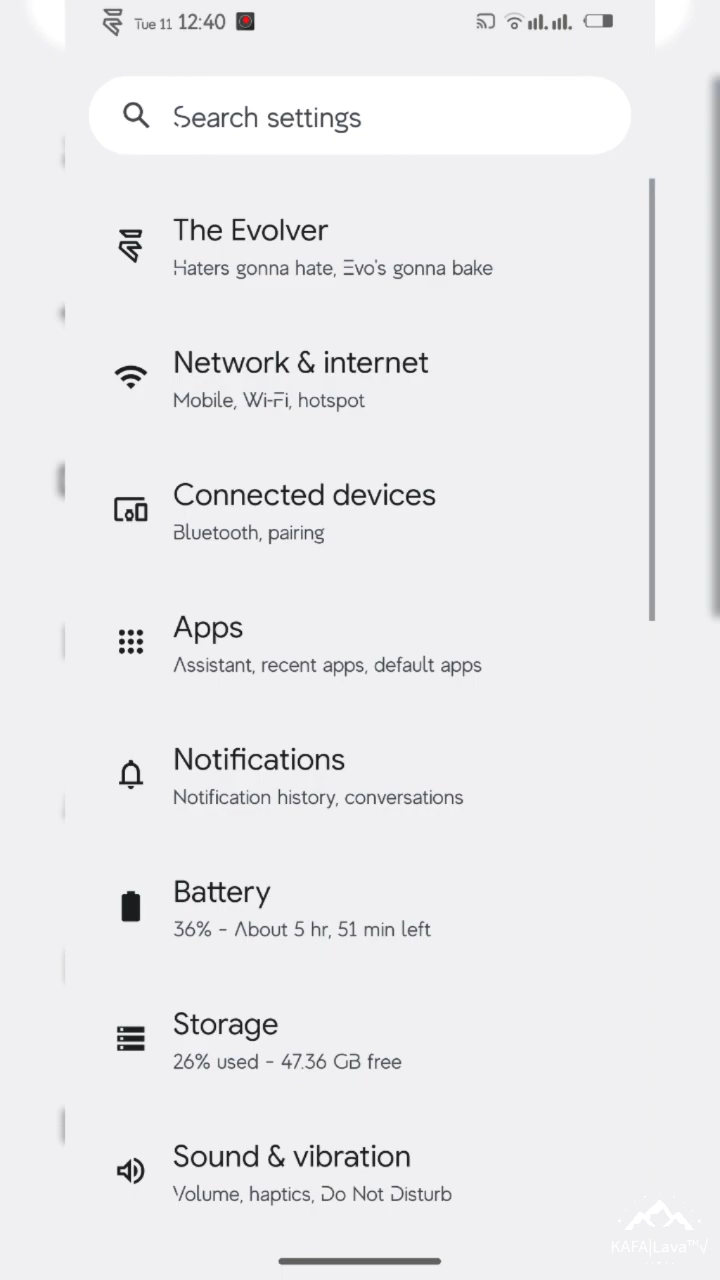 Tue 11 12:40
Search settings
The Evolver
Haters gonna hate, Evo's gonna bake
Network & internet
Mobile, Wi-Fi, hotspot
Connected devices
Bluetooth, pairing
Apps
Assistant, recent apps, default apps
Notifications
Notification history, conversations
Battery
36% - About 5 hr, 51 min left
Storage
26% used - 47.36 GB free
Sound & vibration
Volume, haptics, Do Not Disturb